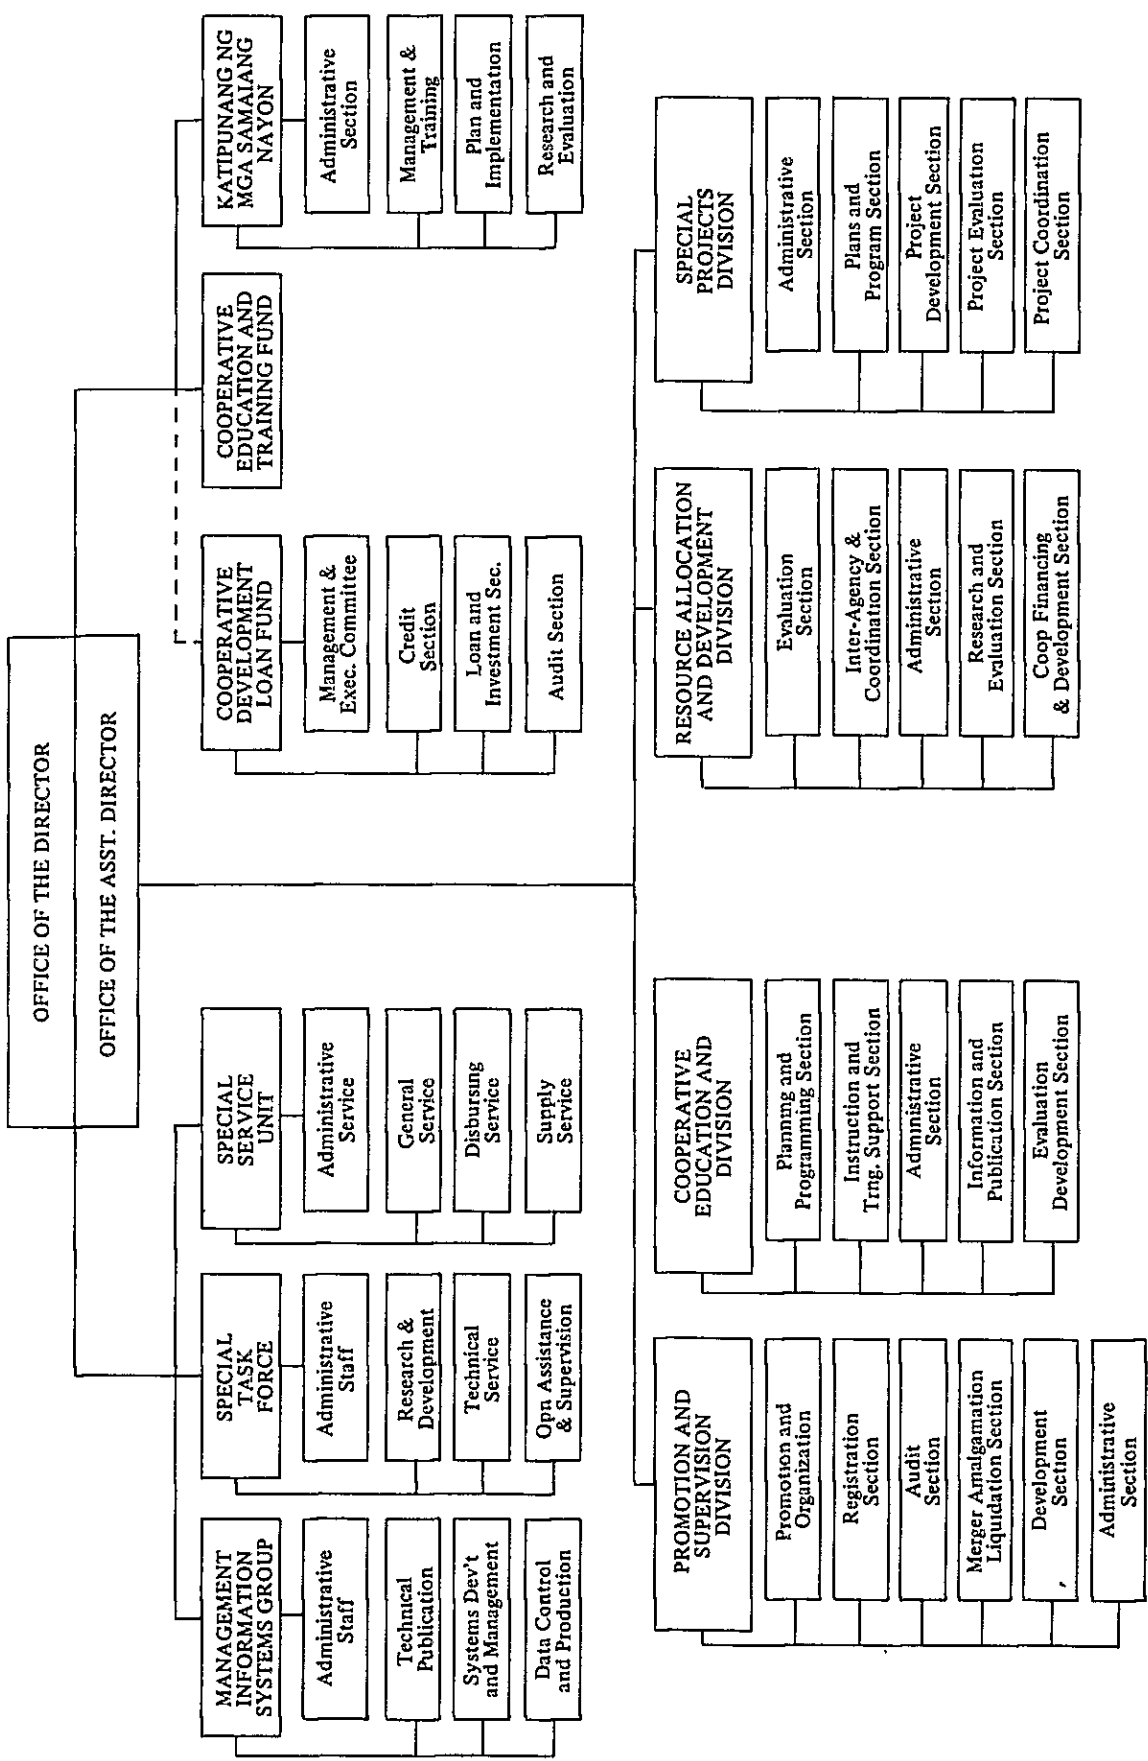 OFFICE OF THE DIRECTOR
OFFICE OF THE ASST. DIRECTOR
MANAGEMENT
INFORMATION
SYSTEMS GROUP
Administrative
Staff
Technical
Publication
Systems Dev't
and Management
Data Control
and Production
SPECIAL
TASK
FORCE
Administrative
Staff
Research &
Development
Technical
Service
Opn Assistance
& Supervision
SPECIAL
SERVICE
UNIT
Administrative
Service
General
Service
Disbursing
Service
Supply
Service
COOPERATIVE
DEVELOPMENT
LOAN FUND
Management &
Exec. Committee
Credit
Section
Loan and
Investment Sec.
Audit Section
COOPERATIVE
EDUCATION AND
TRAINING FUND
KATIPUNANG NG
MGA SAMAIANG
NAYON
Administrative
Section
Management &
Training
Plan and
Implementation
Research and
Evaluation
PROMOTION AND
SUPERVISION
DIVISION
Promotion and
Organization
Registration
Section
Audit
Section
Merger Amalgamation
Liquidation Section
Development
Section
Administrative
Section
COOPERATIVE
EDUCATION AND
DIVISION
Planning and
Programming Section
Instruction and
Trng. Support Section
Administrative
Section
Information and
Publication Section
Evaluation
Development Section
RESOURCE ALLOCATION
AND DEVELOPMENT
DIVISION
Evaluation
Section
Inter-Agency &
Coordination Section
Administrative
Section
Research and
Evaluation Section
Coop Financing
& Development Section
SPECIAL
PROJECTS
DIVISION
Administrative
Section
Plans and
Program Section
Project
Development Section
Project Evaluation
Section
Project Coordination
Section